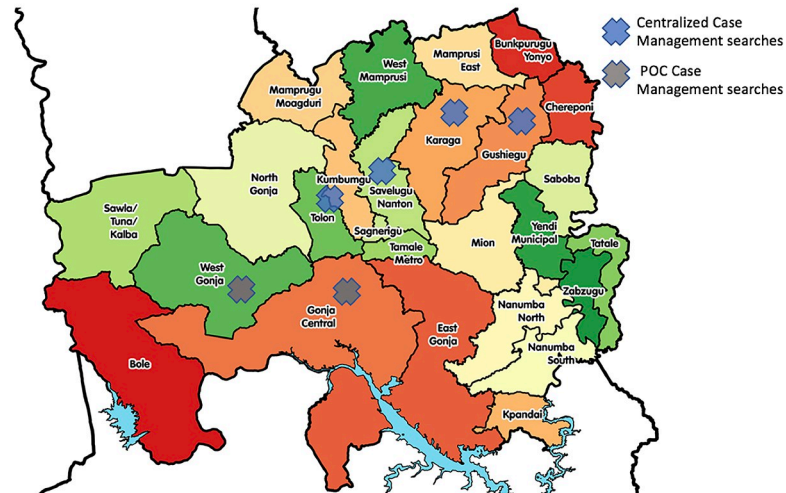 Centralized Case
Management searches
POC Case
Management searches
Bunkpurugu
Yonyo
Mamprusi
East
West
Mamprusi
Mamprugu
Moagduri
Chereponi
Karaga
Gushiegu
North
Gonja
Kumbumgu
Saboba
Savelugu
Nanton
Sawla/
Tuna/
Kalba
Tolon
Sagnerigu
Yendi
Municipal
Mion
Tatale
Tamale
Metro
West
Gonja
Zabzugu
Gonja
Central
Nanumba
North
East
Gonja
Nanumba
South
Bole
Kpandai